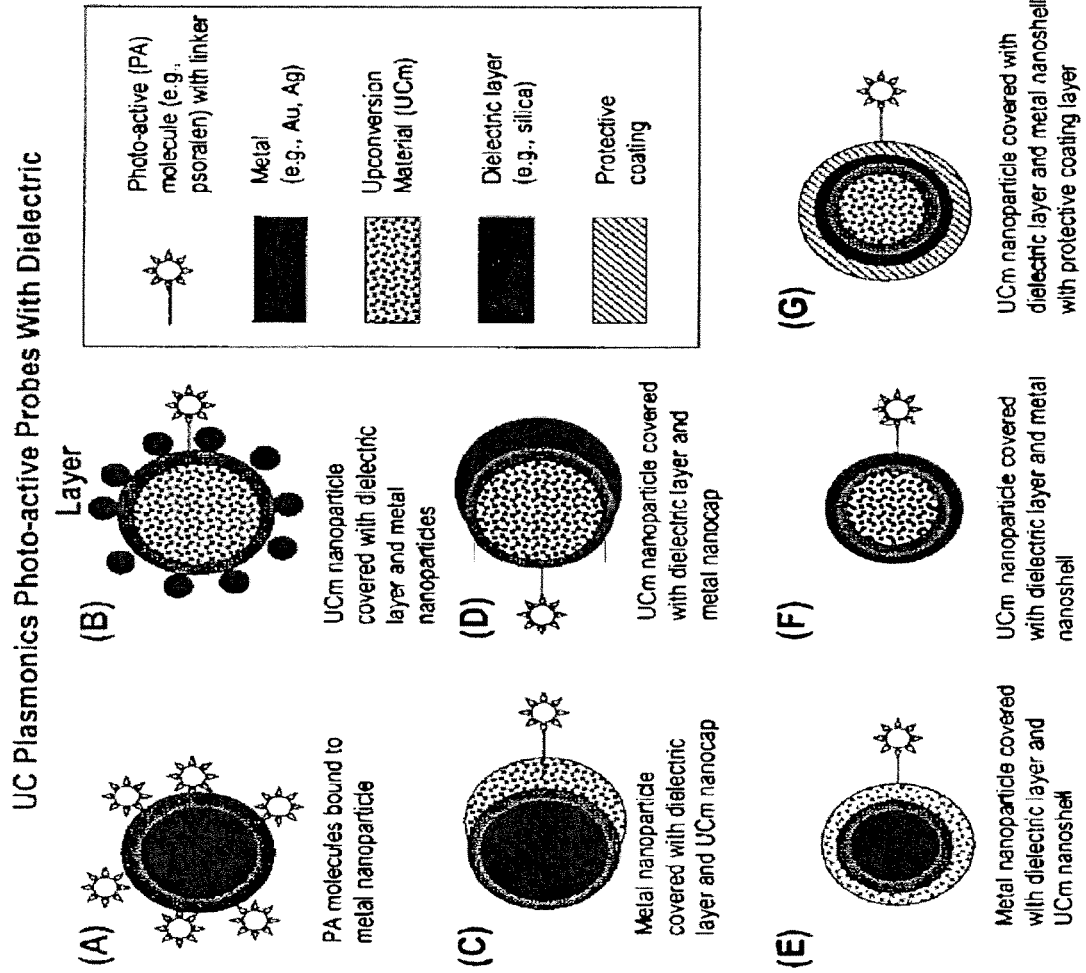 UC Plasmonics Photo-active Probes With Dielectric
Layer
(A)
PA molecules bound to
metal nanoparticle
(B)
UCm nanoparticle
covered with dielectric
layer and metal
nanoparticles
Photo-active (PA)
molecule (e.g.,
psoralen) with linker
Metal
(e.g., Au, Ag)
Upconversion
Material (UCm)
Dielectric layer
(e.g., silica)
Protective
coating
(C)
Metal nanoparticle
covered with dielectric
layer and UCm nanocap
(D)
UCm nanoparticle covered
with dielectric layer and
metal nanocap
(E)
Metal nanoparticle covered
with dielectric layer and
UCm nanoshell
(F)
UCm nanoparticle covered
with dielectric layer and metal
nanoshell
(G)
UCm nanoparticle covered with
dielectric layer and metal nanoshell
with protective coating layer